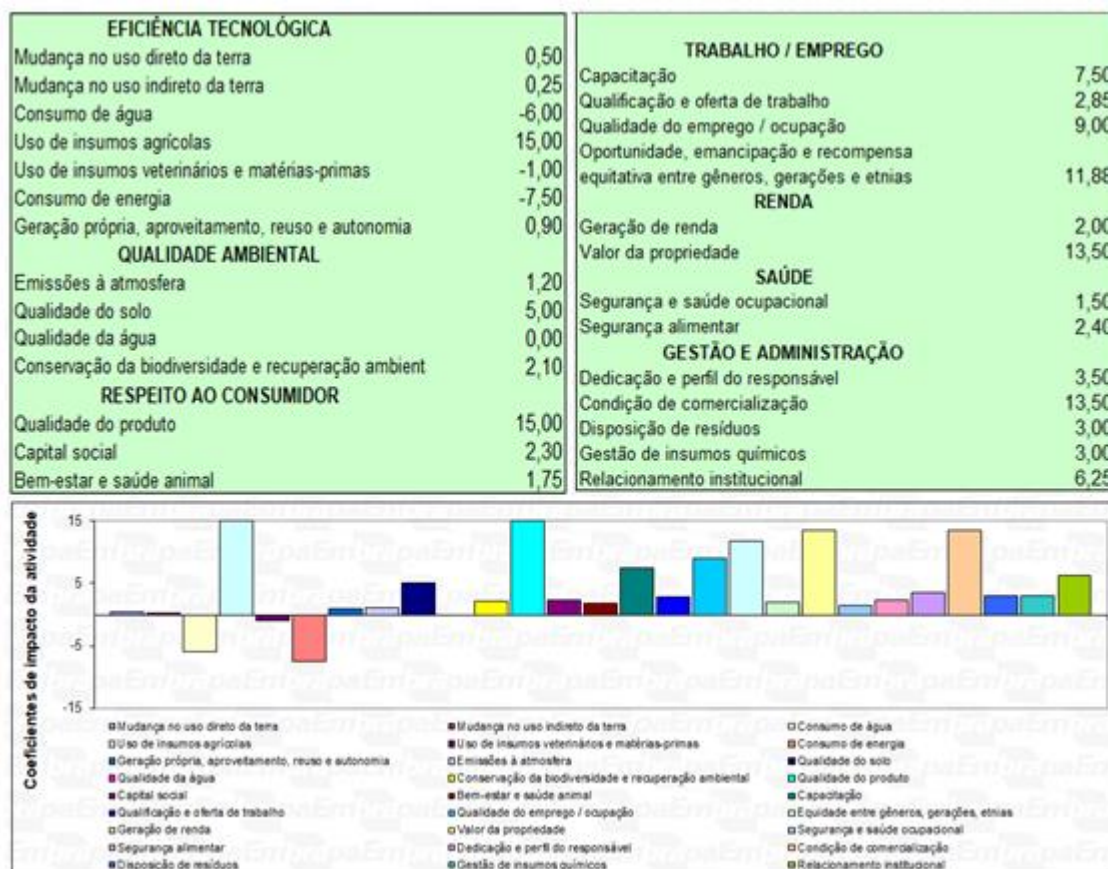 EFICIÊNCIA TECNOLÓGICA
Mudança no uso direto da terra 0,50
Mudança no uso indireto da terra 0,25
Consumo de água -6,00
Uso de insumos agrícolas 15,00
Uso de insumos veterinários e matérias-primas -1,00
Consumo de energia -7,50
Geração própria, aproveitamento, reuso e autonomia 0,90
QUALIDADE AMBIENTAL
Emissões à atmosfera 1,20
Qualidade do solo 5,00
Qualidade da água 0,00
Conservação da biodiversidade e recuperação ambient 2,10
RESPEITO AO CONSUMIDOR
Qualidade do produto 15,00
Capital social 2,30
Bem-estar e saúde animal 1,75
TRABALHO / EMPREGO
Capacitação 7,50
Qualificação e oferta de trabalho 2,85
Qualidade do emprego / ocupação 9,00
Oportunidade, emancipação e recompensa
equitativa entre gêneros, gerações e etnias 11,88
RENDA
Geração de renda 2,00
Valor da propriedade 13,50
SAÚDE
Segurança e saúde ocupacional 1,50
Segurança alimentar 2,40
GESTÃO E ADMINISTRAÇÃO
Dedicação e perfil do responsável 3,50
Condição de comercialização 13,50
Disposição de resíduos 3,00
Gestão de insumos químicos 3,00
Relacionamento institucional 6,25
Coeficientes de impacto da atividade
15
5
-5
-15
Mudança no uso direto da terra Mudança no uso indireto da terra Consumo de água
Uso de insumos agrícolas Uso de insumos veterinários e matérias-primas Consumo de energia
Geração própria, aproveitamento, reuso e autonomia Emissões à atmosfera Qualidade do solo
Qualidade da água Conservação da biodiversidade e recuperação ambiental Qualidade do produto
Capital social Bem-estar e saúde animal Capacitação
Qualificação e oferta de trabalho Qualidade do emprego / ocupação Equidade entre gêneros, gerações, etnias
Geração de renda Valor da propriedade Segurança e saúde ocupacional
Segurança alimentar Dedicação e perfil do responsável Condição de comercialização
Disposição de resíduos Gestão de insumos químicos Relacionamento institucional